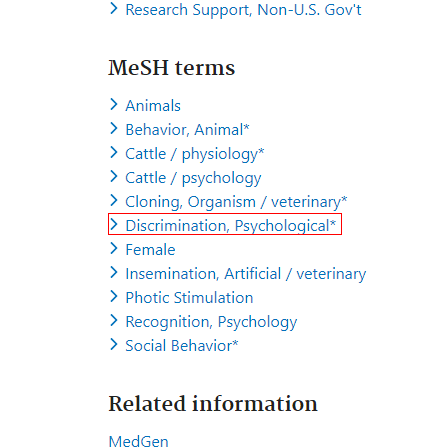 Research Support, Non-U.S. Gov't
MeSH terms
Animals
Behavior, Animal*
Cattle / physiology*
Cattle / psychology
Cloning, Organism / veterinary*
Discrimination, Psychological*
Female
Insemination, Artificial / veterinary
Photic Stimulation
Recognition, Psychology
Social Behavior*
Related information
MedGen